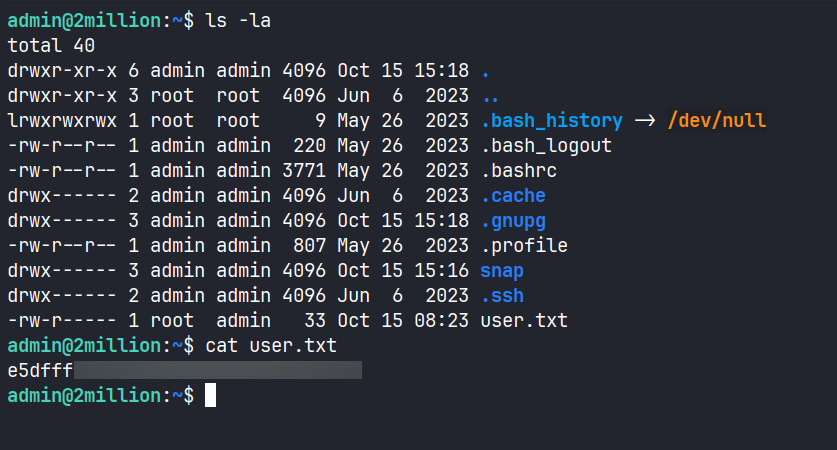 admin@2million:~$ ls -la
total 40
drwxr-xr-x 6 admin admin 4096 Oct 15 15:18 .
drwxr-xr-x 3 root  root  4096 Jun  6  2023 ..
lrwxrwxrwx 1 root  root     9 May 26  2023 .bash_history -> /dev/null
-rw-r--r-- 1 admin admin  220 May 26  2023 .bash_logout
-rw-r--r-- 1 admin admin 3771 May 26  2023 .bashrc
drwx------ 2 admin admin 4096 Jun  6  2023 .cache
drwx------ 3 admin admin 4096 Oct 15 15:18 .gnupg
-rw-r--r-- 1 admin admin  807 May 26  2023 .profile
drwx------ 3 admin admin 4096 Oct 15 15:16 snap
drwx------ 2 admin admin 4096 Jun  6  2023 .ssh
-rw-r----- 1 root  admin   33 Oct 15 08:23 user.txt
admin@2million:~$ cat user.txt
e5dfff
admin@2million:~$